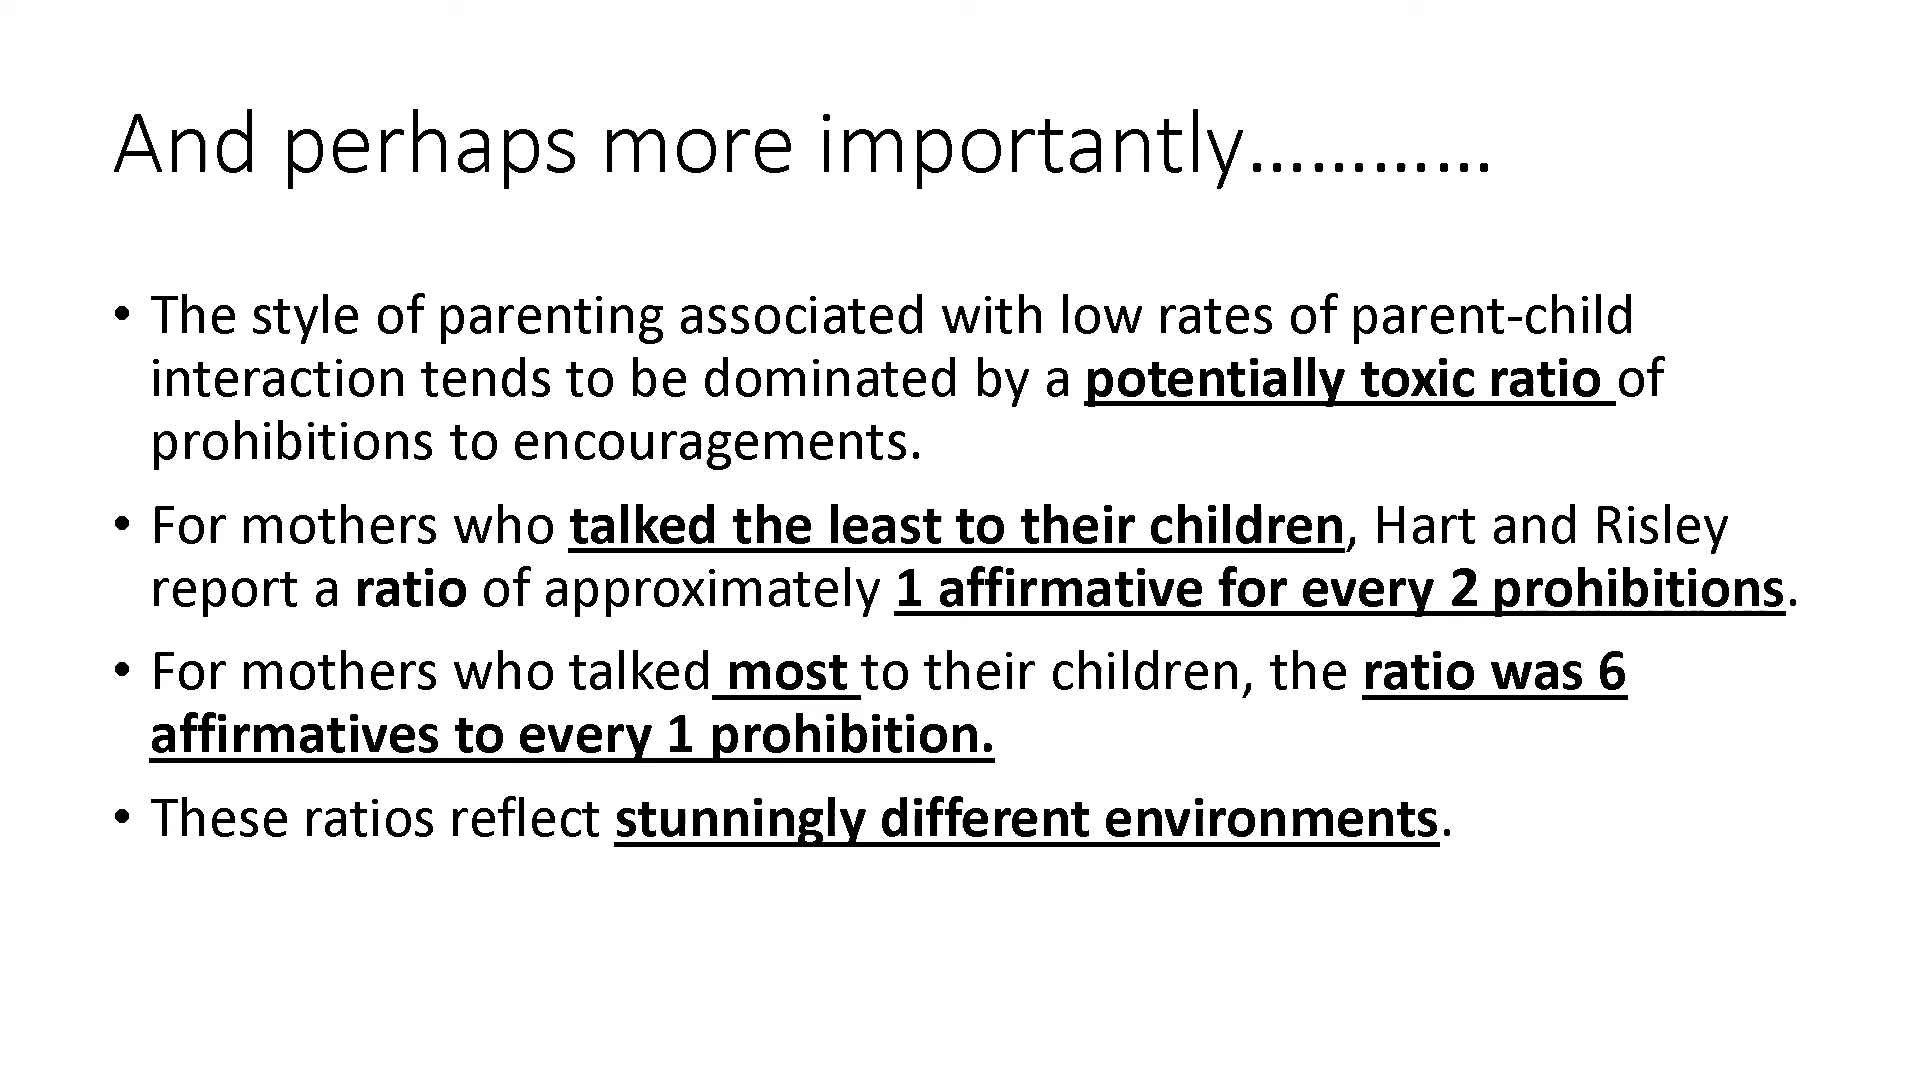 And perhaps more importantly…………
• The style of parenting associated with low rates of parent-child
interaction tends to be dominated by a potentially toxic ratio of
prohibitions to encouragements.
• For mothers who talked the least to their children, Hart and Risley
report a ratio of approximately 1 affirmative for every 2 prohibitions.
• For mothers who talked most to their children, the ratio was 6
affirmatives to every 1 prohibition.
• These ratios reflect stunningly different environments.